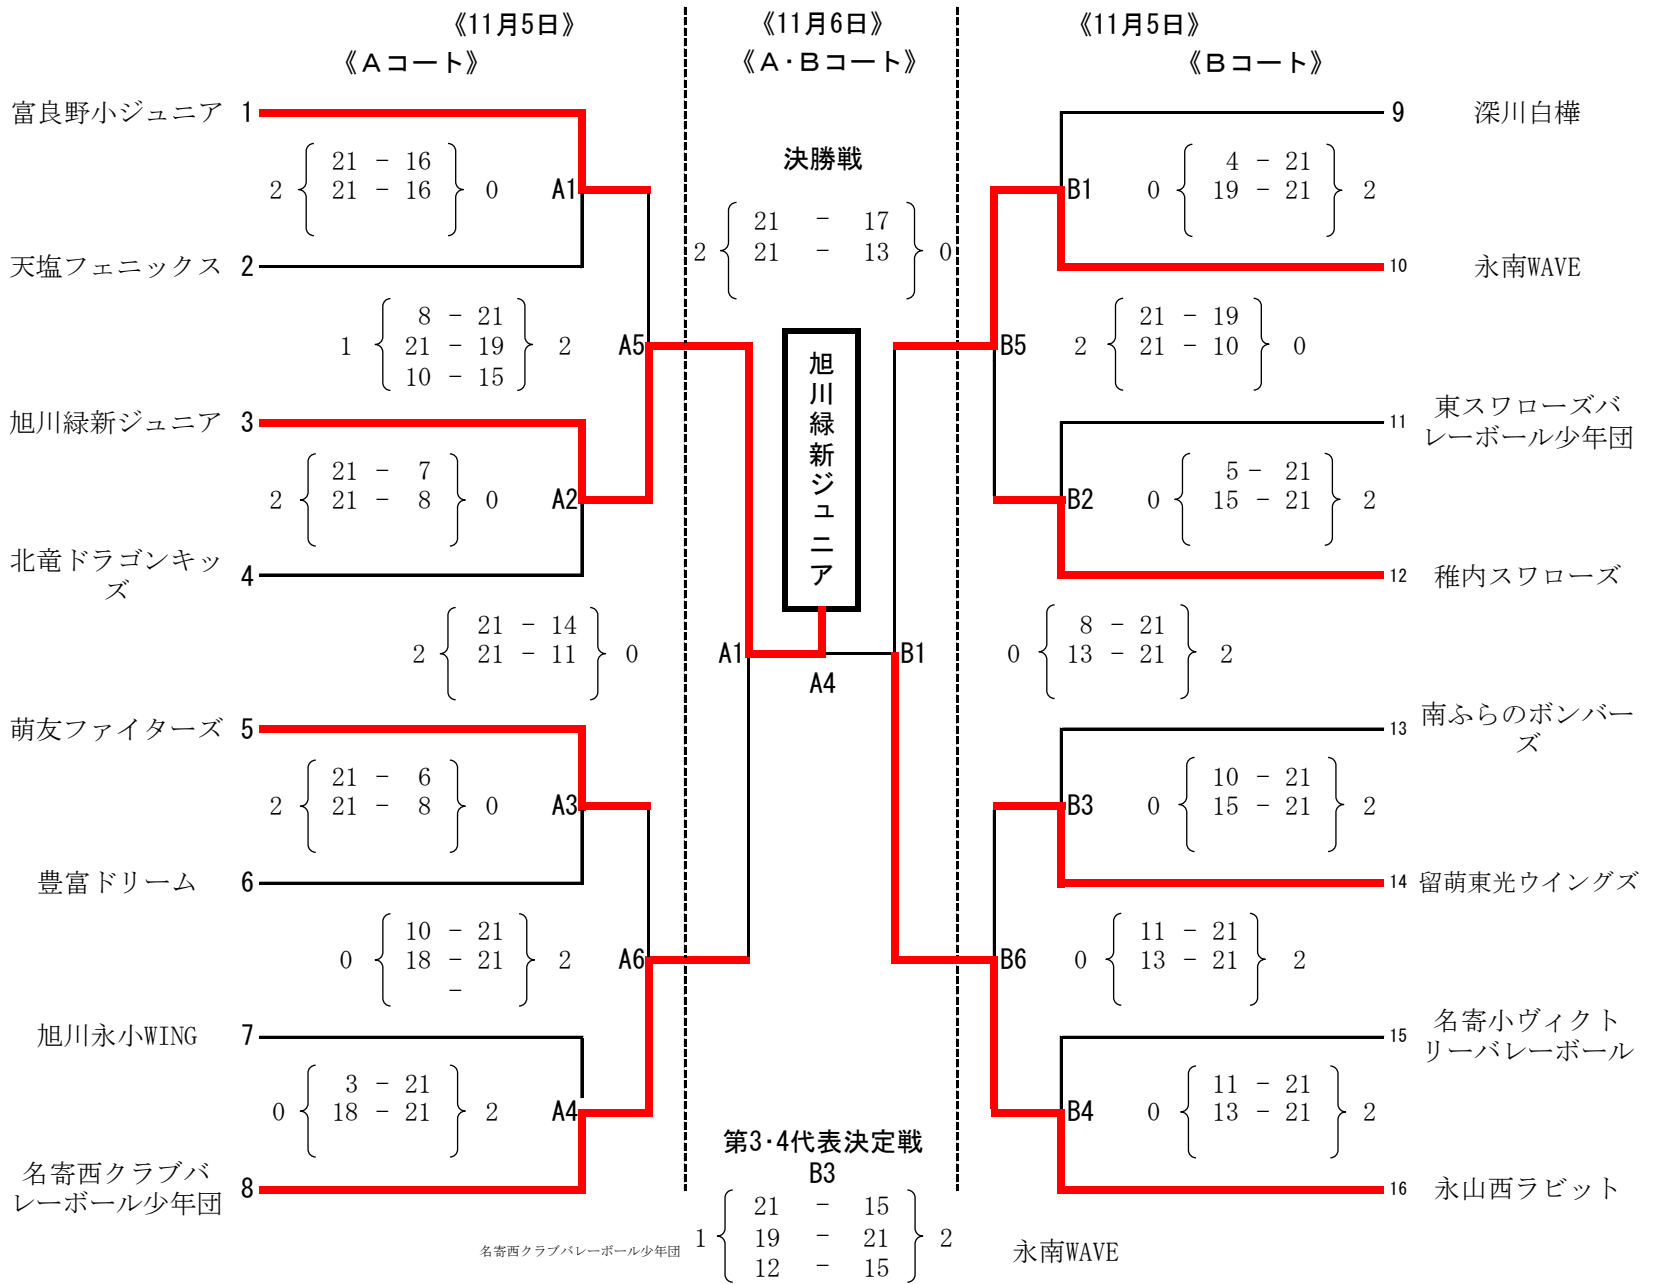 《11月5日》 《11月6日》 《11月5日》
《Aコート》 《A・Bコート》 《Bコート》
富良野小ジュニア 1
9 深川白樺
決勝戦
21 - 16
2 21 - 16 0 A1
B1 0 4 - 21
19 - 21 2
21 - 17
2 21 - 13 0
天塩フェニックス 2
10 永南WAVE
8 - 21
1 21 - 19 2 A5
10 - 15
B5 2 21 - 19
21 - 10 0
旭川緑新ジュニア
旭川緑新ジュニア 3
11 東スワローズバ
レーボール少年団
21 - 7
2 21 - 8 0 A2
B2 0 5 - 21
15 - 21 2
北竜ドラゴンキッ
ズ 4
12 稚内スワローズ
21 - 14
2 21 - 11 0 A1
A4
B1 0 8 - 21
13 - 21 2
萌友ファイターズ 5
13 南ふらのボンバー
ズ
21 - 6
2 21 - 8 0 A3
B3 0 10 - 21
15 - 21 2
豊富ドリーム 6
14 留萌東光ウイングズ
10 - 21
0 18 - 21 2 A6
-
B6 0 11 - 21
13 - 21 2
旭川永小WING 7
15 名寄小ヴィクト
リーバレーボール
3 - 21
0 18 - 21 2 A4
B4 0 11 - 21
13 - 21 2
名寄西クラブバ
レーボール少年団 8
16 永山西ラビット
第3・4代表決定戦
B3
21 - 15
名寄西クラブバレーボール少年団 1 19 - 21 2 永南WAVE
12 - 15